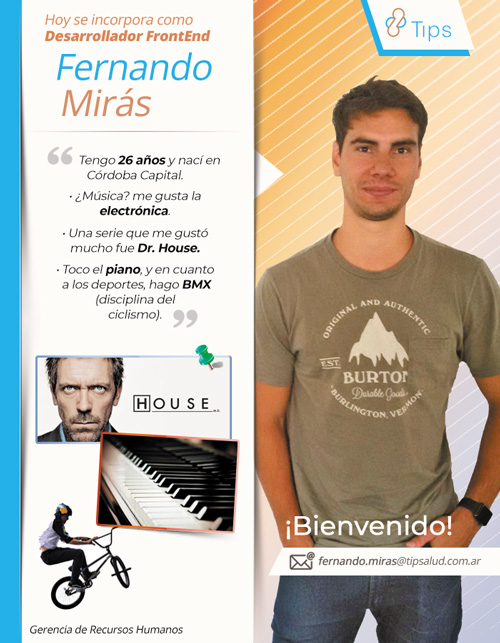 Hoy se incorpora como
Desarrollador FrontEnd
Fernando
Mirás
Tips
“ Tengo 26 años y nací en
Córdoba Capital.
• ¿Música? me gusta la
electrónica.
• Una serie que me gustó
mucho fue Dr. House.
• Toco el piano, y en cuanto
a los deportes, hago BMX
(disciplina del
ciclismo). ”
HOUSE M.D.
ORIGINAL AND AUTHENTIC
EST.
BURTON
Durable Goods
BURLINGTON, VERMONT
¡Bienvenido!
fernando.miras@tipsalud.com.ar
Gerencia de Recursos Humanos